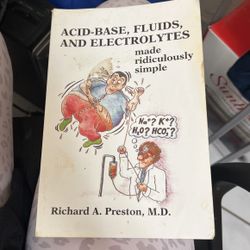 ACID-BASE, FLUIDS,
AND ELECTROLYTES
made
ridiculously
simple
Na⁺? K⁺?
H₂O? HCO₃⁻?
Richard A. Preston, M.D.